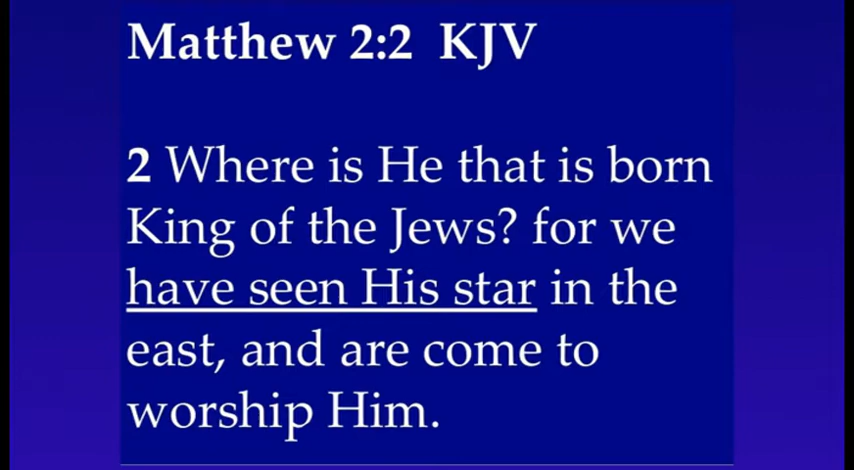 Matthew 2:2 KJV
2 Where is He that is born
King of the Jews? for we
have seen His star in the
east, and are come to
worship Him.